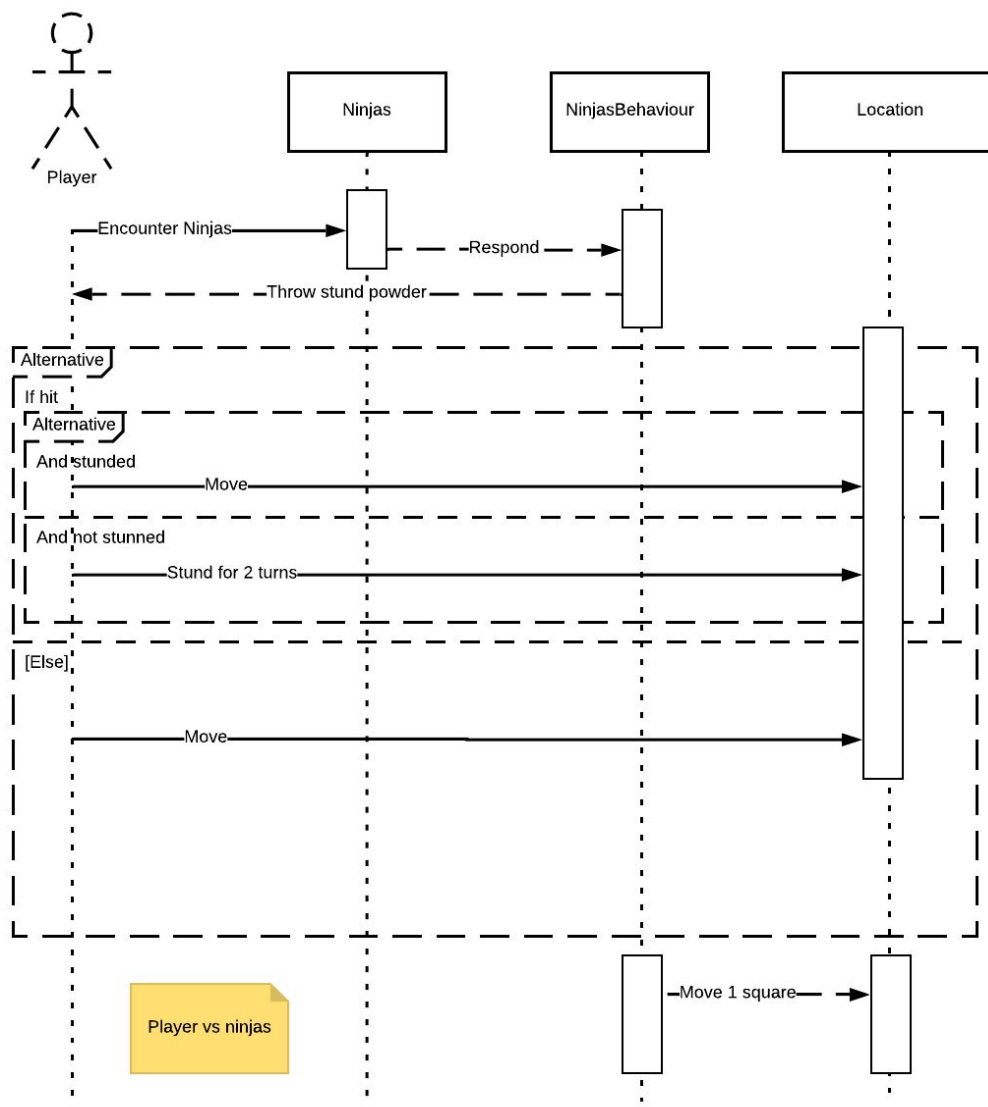 Player
Ninjas
NinjasBehaviour
Location
Encounter Ninjas
Respond
Throw stund powder
Alternative
If hit
Alternative
And stunded
Move
And not stunned
Stund for 2 turns
[Else]
Move
Move 1 square
Player vs ninjas